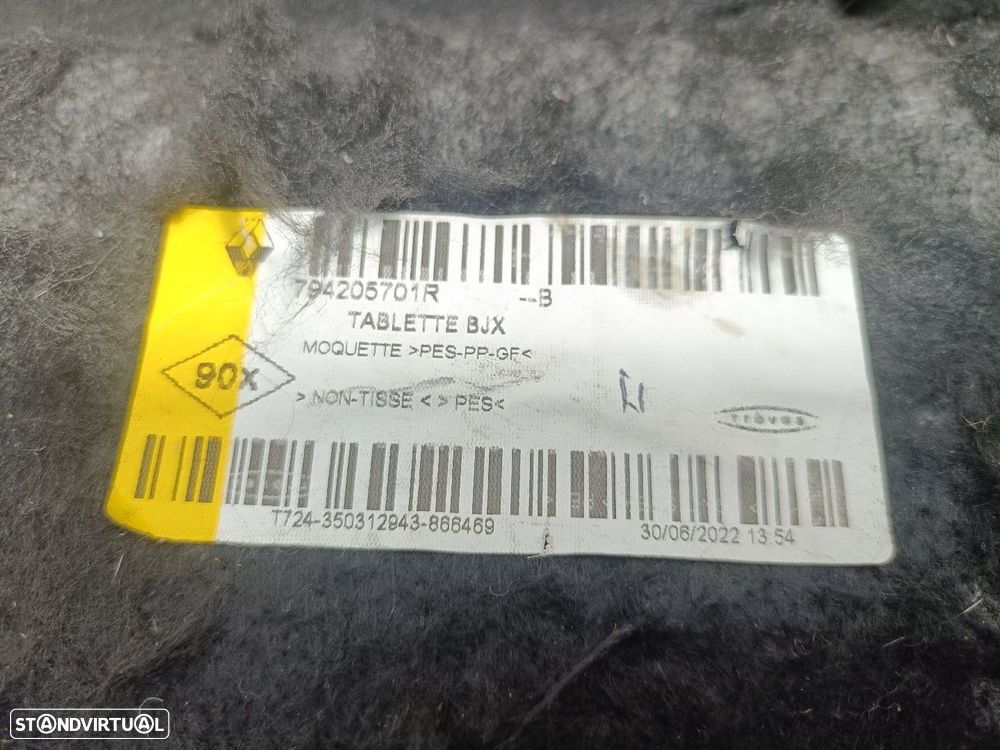 794205701R --B
TABLETTE BJX
MOQUETTE >PES-PP-GF<
90x
> NON-TISSE < > PES<
Trèves
T724-350312943-866469
30/06/2022 13:54
STANDVIRTUAL